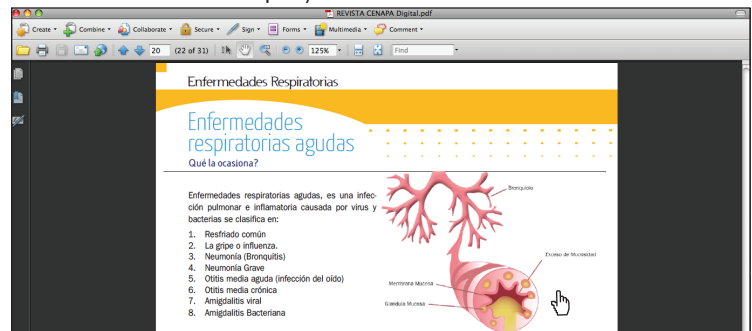 REVISTA CENAPA Digital.pdf
Create Combine Collaborate Secure Sign Forms Multimedia Comment
20 (22 of 31) 125% Find
Enfermedades Respiratorias
Enfermedades
respiratorias agudas
Qué la ocasiona?
Enfermedades respiratorias agudas, es una infec-
ción pulmonar e inflamatoria causada por virus y
bacterias se clasifica en:
1. Resfriado común
2. La gripe o influenza.
3. Neumonía (Bronquitis)
4. Neumonía Grave
5. Otitis media aguda (infección del oído)
6. Otitis media crónica
7. Amigdalitis viral
8. Amigdalitis Bacteriana
Bronquiolo
Exceso de Mucosidad
Membrana Mucosa
Glandula Mucosa